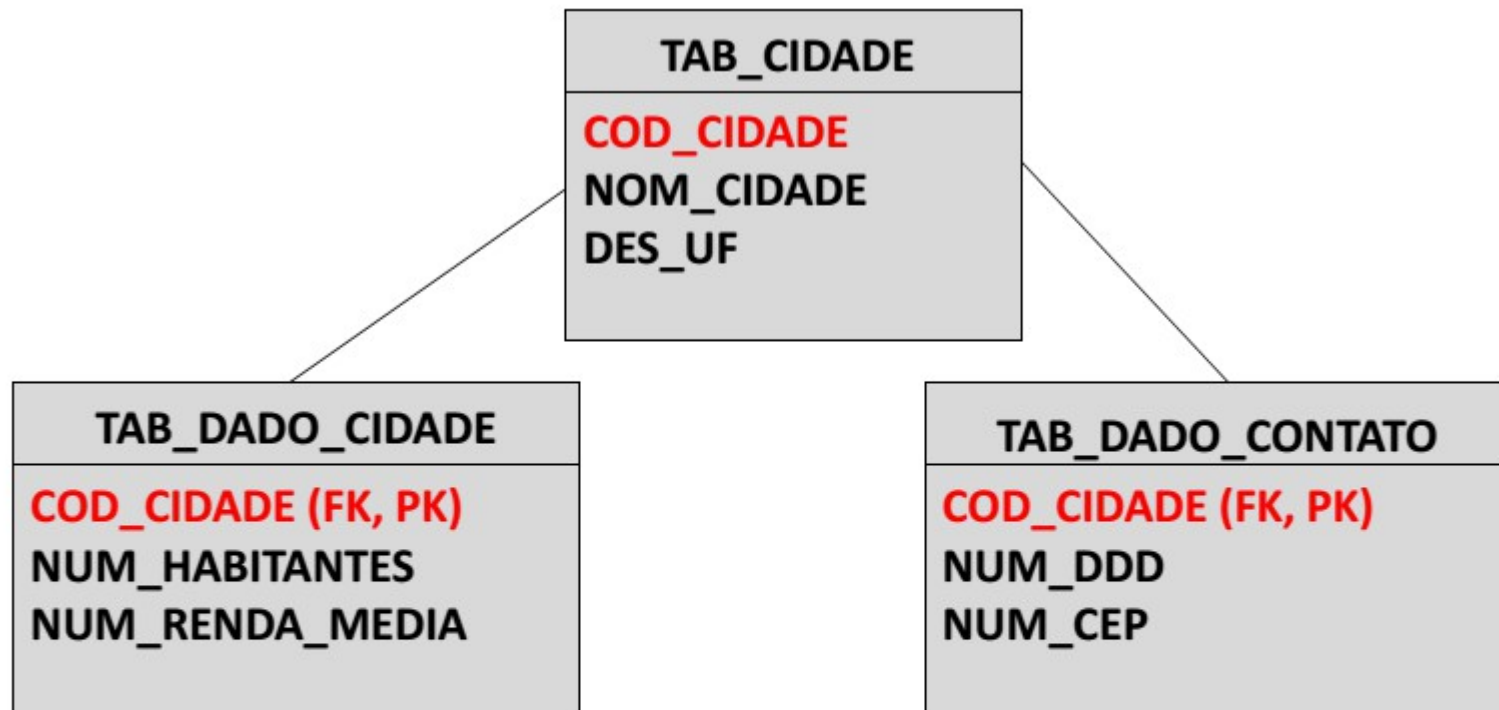 TAB_CIDADE
COD_CIDADE
NOM_CIDADE
DES_UF
TAB_DADO_CIDADE
COD_CIDADE (FK, PK)
NUM_HABITANTES
NUM_RENDA_MEDIA
TAB_DADO_CONTATO
COD_CIDADE (FK, PK)
NUM_DDD
NUM_CEP